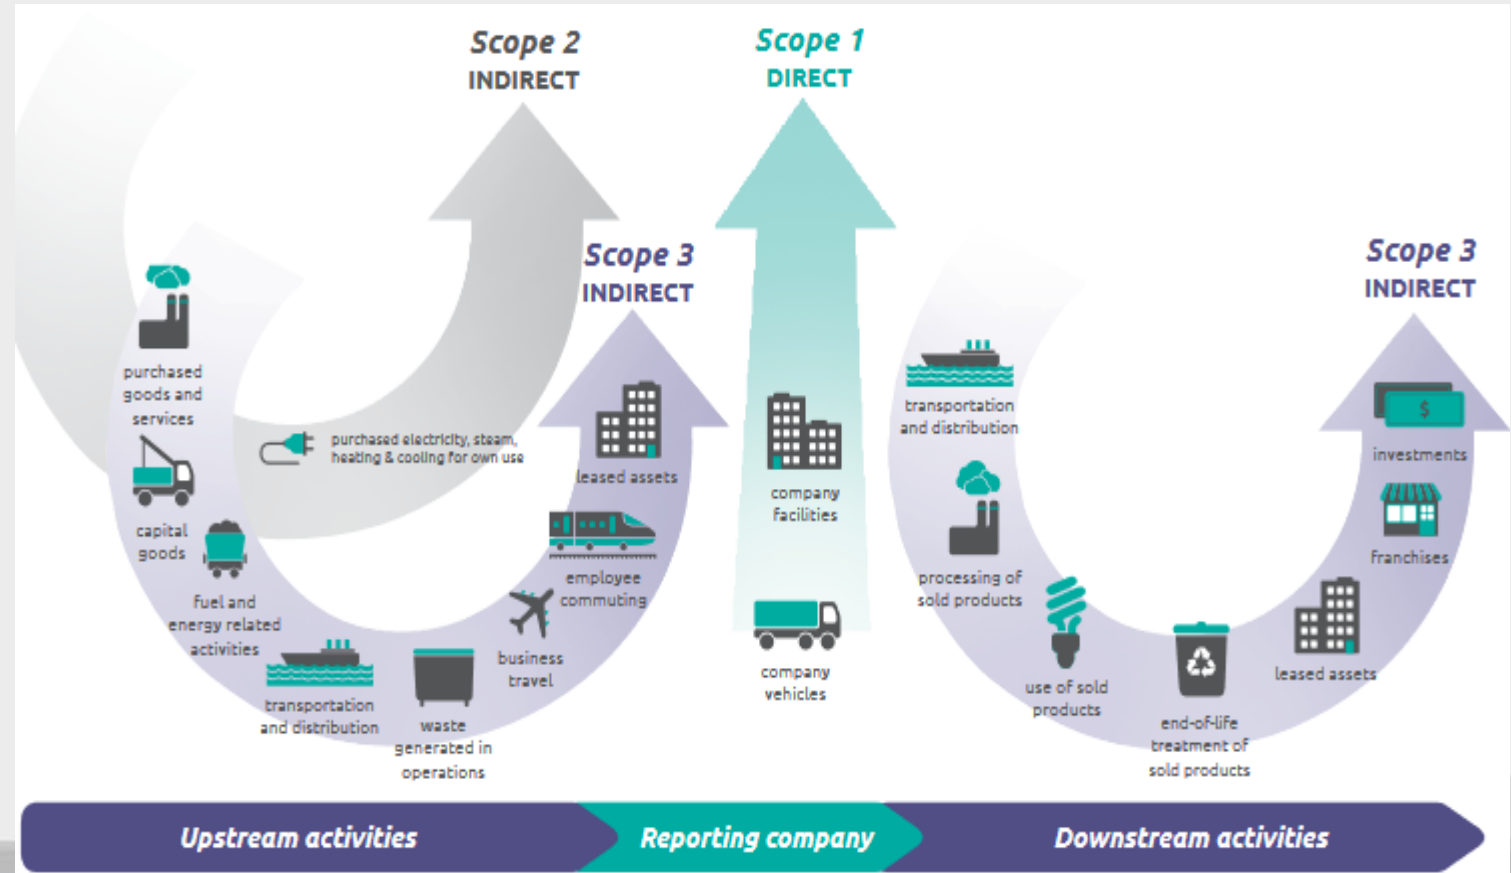 Scope 2
INDIRECT
Scope 1
DIRECT
Scope 3
INDIRECT
Scope 3
INDIRECT
purchased
goods and
services
capital
goods
fuel and
energy related
activities
transportation
and distribution
waste
generated in
operations
business
travel
employee
commuting
leased assets
purchased electricity, steam,
heating & cooling for own use
company
facilities
company
vehicles
transportation
and distribution
processing of
sold products
use of sold
products
end-of-life
treatment of
sold products
leased assets
franchises
$
investments
Upstream activities
Reporting company
Downstream activities